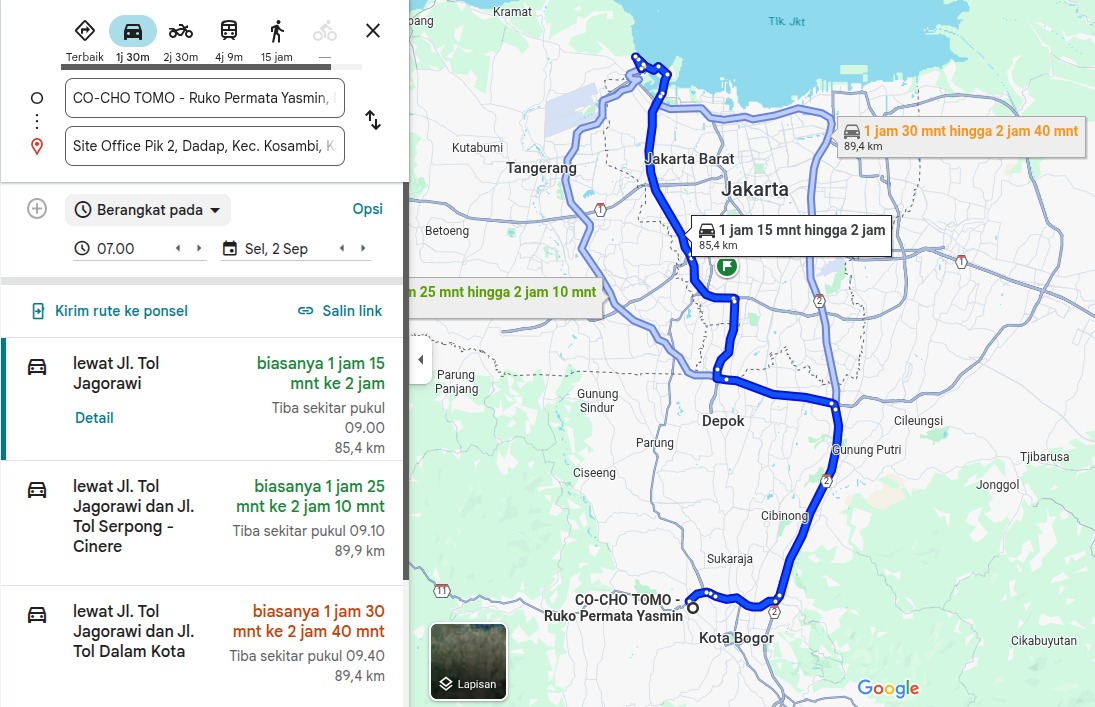 Terbaik
1j 30m
2j 30m
4j 9m
15 jam
—
CO-CHO TOMO - Ruko Permata Yasmin,
Site Office Pik 2, Dadap, Kec. Kosambi, K
Berangkat pada
Opsi
07.00
Sel, 2 Sep
Kirim rute ke ponsel
Salin link
lewat Jl. Tol
Jagorawi
biasanya 1 jam 15
mnt ke 2 jam
Detail
Tiba sekitar pukul
09.00
85,4 km
lewat Jl. Tol
Jagorawi dan Jl.
Tol Serpong -
Cinere
biasanya 1 jam 25
mnt ke 2 jam 10 mnt
Tiba sekitar pukul 09.10
89,9 km
lewat Jl. Tol
Jagorawi dan Jl.
Tol Dalam Kota
biasanya 1 jam 30
mnt ke 2 jam 40 mnt
Tiba sekitar pukul 09.40
89,4 km
pang
Kramat
Tlk. Jkt
1 jam 30 mnt hingga 2 jam 40 mnt
89,4 km
Kutabumi
Tangerang
Jakarta Barat
Jakarta
1
Betoeng
1 jam 15 mnt hingga 2 jam
85,4 km
1
n 25 mnt hingga 2 jam 10 mnt
2
Parung
Panjang
Gunung
Sindur
Depok
Cileungsi
Parung
Gunung Putri
Tjibarusa
Ciseeng
2
Jonggol
Cibinong
Sukaraja
11
CO-CHO TOMO -
Ruko Permata Yasmin
2
Kota Bogor
Cikabuyutan
Lapisan
Google